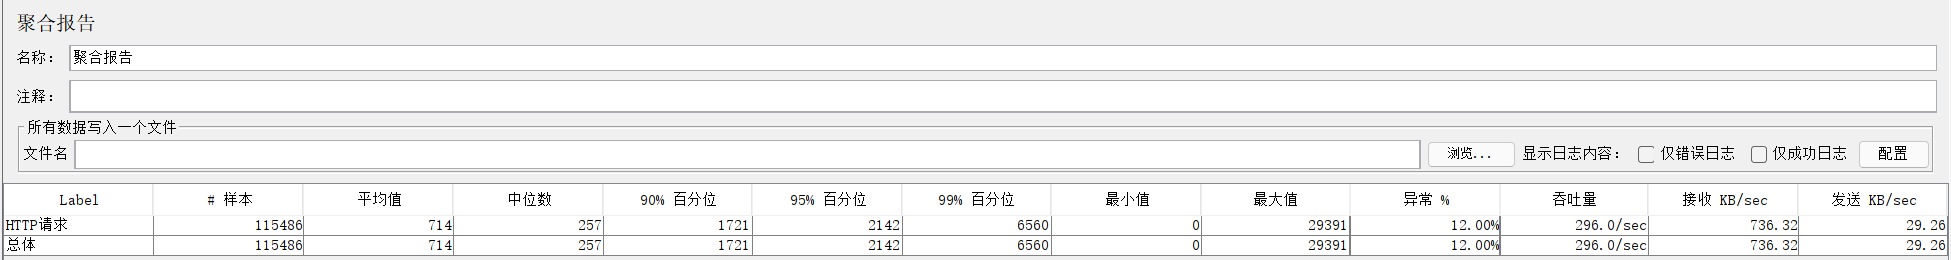 聚合报告
名称： 聚合报告
注释：
所有数据写入一个文件
文件名 浏览... 显示日志内容： 仅错误日志 仅成功日志 配置
Label # 样本 平均值 中位数 90% 百分位 95% 百分位 99% 百分位 最小值 最大值 异常 % 吞吐量 接收 KB/sec 发送 KB/sec
HTTP请求 115486 714 257 1721 2142 6560 0 29391 12.00% 296.0/sec 736.32 29.26
总体 115486 714 257 1721 2142 6560 0 29391 12.00% 296.0/sec 736.32 29.26